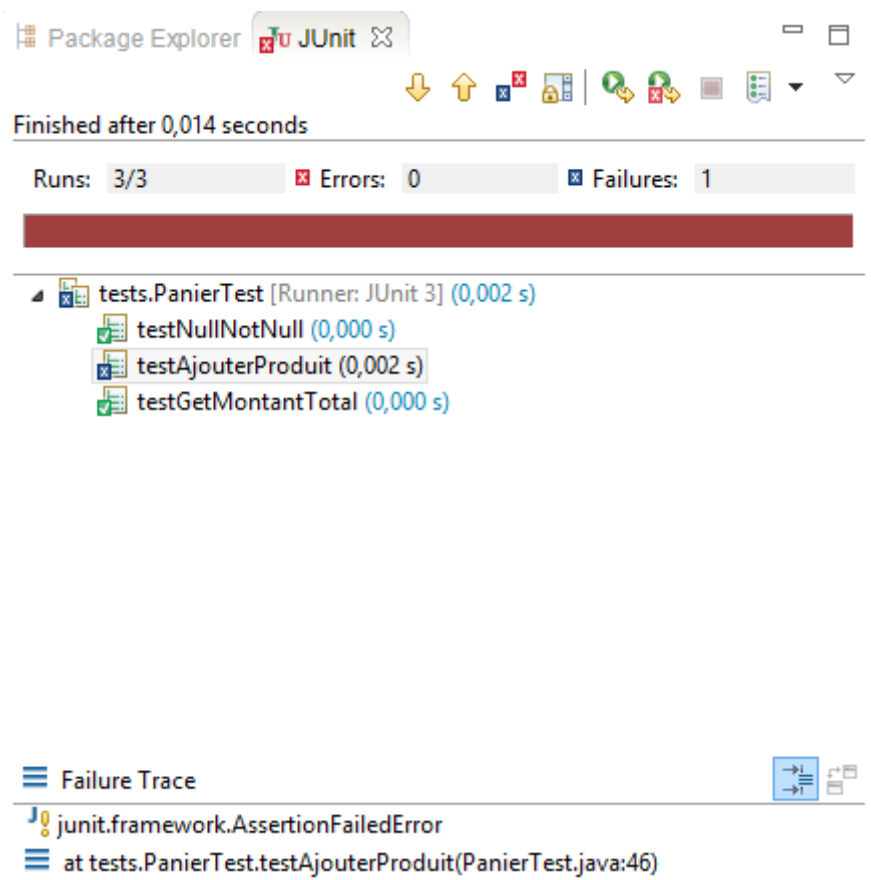 Package Explorer JUnit
Finished after 0,014 seconds
Runs: 3/3 Errors: 0 Failures: 1
tests.PanierTest [Runner: JUnit 3] (0,002 s)
testNullNotNull (0,000 s)
testAjouterProduit (0,002 s)
testGetMontantTotal (0,000 s)
Failure Trace
junit.framework.AssertionFailedError
at tests.PanierTest.testAjouterProduit(PanierTest.java:46)